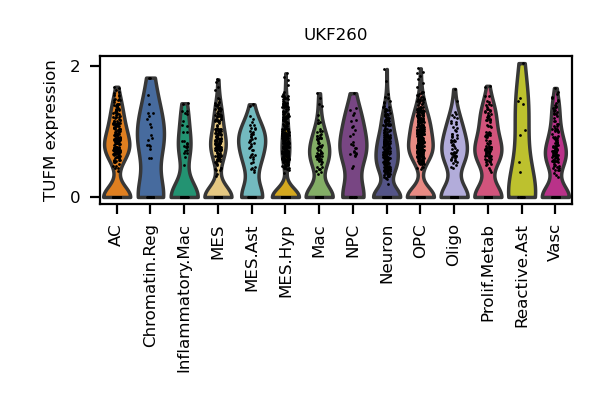 UKF260
TUFM expression
2
0
AC
Chromatin.Reg
Inflammatory.Mac
MES
MES.Ast
MES.Hyp
Mac
NPC
Neuron
OPC
Oligo
Prolif.Metab
Reactive.Ast
Vasc